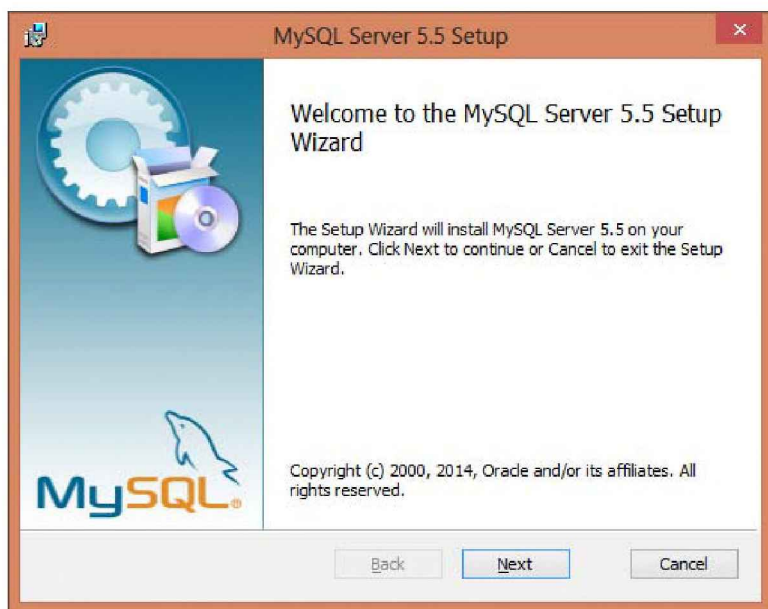 MySQL Server 5.5 Setup
Welcome to the MySQL Server 5.5 Setup
Wizard
The Setup Wizard will install MySQL Server 5.5 on your
computer. Click Next to continue or Cancel to exit the Setup
Wizard.
Copyright (c) 2000, 2014, Oracle and/or its affiliates. All
rights reserved.
MySQL®
Back
Next
Cancel